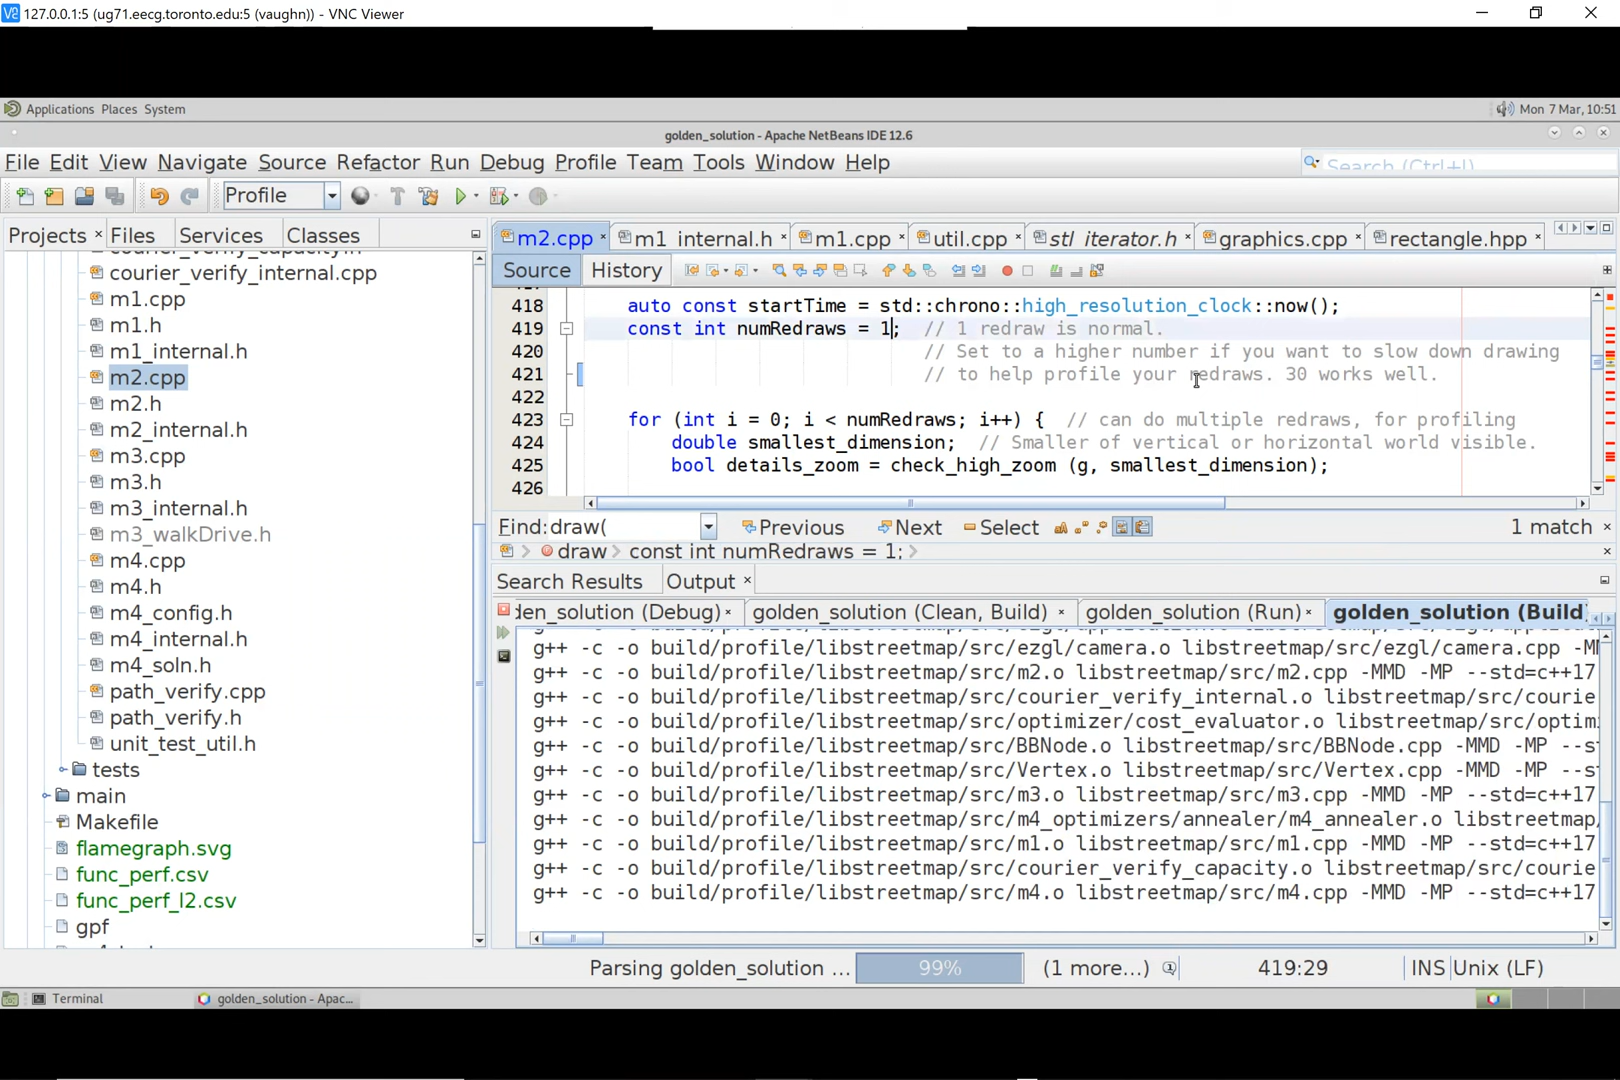 127.0.0.1:5 (ug71.eecg.toronto.edu:5 (vaughn)) - VNC Viewer
Applications Places System
Mon 7 Mar, 10:51
golden_solution - Apache NetBeans IDE 12.6
File Edit View Navigate Source Refactor Run Debug Profile Team Tools Window Help
Search (Ctrl+I)
Profile
Projects Files Services Classes
m2.cpp m1_internal.h m1.cpp util.cpp stl_iterator.h graphics.cpp rectangle.hpp
Source History
courier_verify_internal.cpp
m1.cpp
m1.h
m1_internal.h
m2.cpp
m2.h
m2_internal.h
m3.cpp
m3.h
m3_internal.h
m3_walkDrive.h
m4.cpp
m4.h
m4_config.h
m4_internal.h
m4_soln.h
path_verify.cpp
path_verify.h
unit_test_util.h
tests
main
Makefile
flamegraph.svg
func_perf.csv
func_perf_l2.csv
gpf
418 auto const startTime = std::chrono::high_resolution_clock::now();
419 const int numRedraws = 1; // 1 redraw is normal.
420 // Set to a higher number if you want to slow down drawing
421 // to help profile your redraws. 30 works well.
422
423 for (int i = 0; i < numRedraws; i++) { // can do multiple redraws, for profiling
424 double smallest_dimension; // Smaller of vertical or horizontal world visible.
425 bool details_zoom = check_high_zoom (g, smallest_dimension);
426
Find: draw( Previous Next Select 1 match
draw const int numRedraws = 1;
Search Results Output
den_solution (Debug) golden_solution (Clean, Build) golden_solution (Run) golden_solution (Build)
g++ -c -o build/profile/libstreetmap/src/ezgl/camera.o libstreetmap/src/ezgl/camera.cpp -MM
g++ -c -o build/profile/libstreetmap/src/m2.o libstreetmap/src/m2.cpp -MMD -MP --std=c++17
g++ -c -o build/profile/libstreetmap/src/courier_verify_internal.o libstreetmap/src/courie
g++ -c -o build/profile/libstreetmap/src/optimizer/cost_evaluator.o libstreetmap/src/optim
g++ -c -o build/profile/libstreetmap/src/BBNode.o libstreetmap/src/BBNode.cpp -MMD -MP --s
g++ -c -o build/profile/libstreetmap/src/Vertex.o libstreetmap/src/Vertex.cpp -MMD -MP --s
g++ -c -o build/profile/libstreetmap/src/m3.o libstreetmap/src/m3.cpp -MMD -MP --std=c++17
g++ -c -o build/profile/libstreetmap/src/m4_optimizers/annealer/m4_annealer.o libstreetmap/
g++ -c -o build/profile/libstreetmap/src/m1.o libstreetmap/src/m1.cpp -MMD -MP --std=c++17
g++ -c -o build/profile/libstreetmap/src/courier_verify_capacity.o libstreetmap/src/courie
g++ -c -o build/profile/libstreetmap/src/m4.o libstreetmap/src/m4.cpp -MMD -MP --std=c++17
Parsing golden_solution ... 99% (1 more...) 419:29 INS Unix (LF)
Terminal golden_solution - Apac...